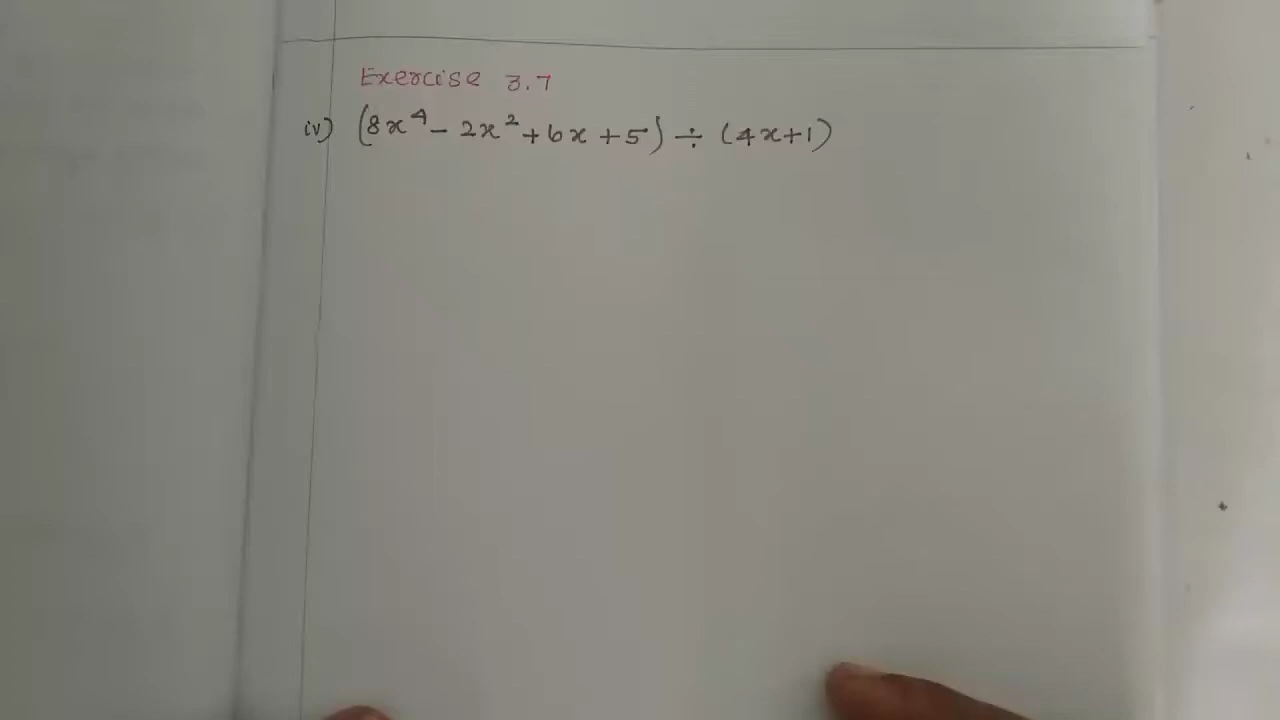 Exercise 3.7
iv) (8x⁴ - 2x² + 6x + 5) ÷ (4x+1)